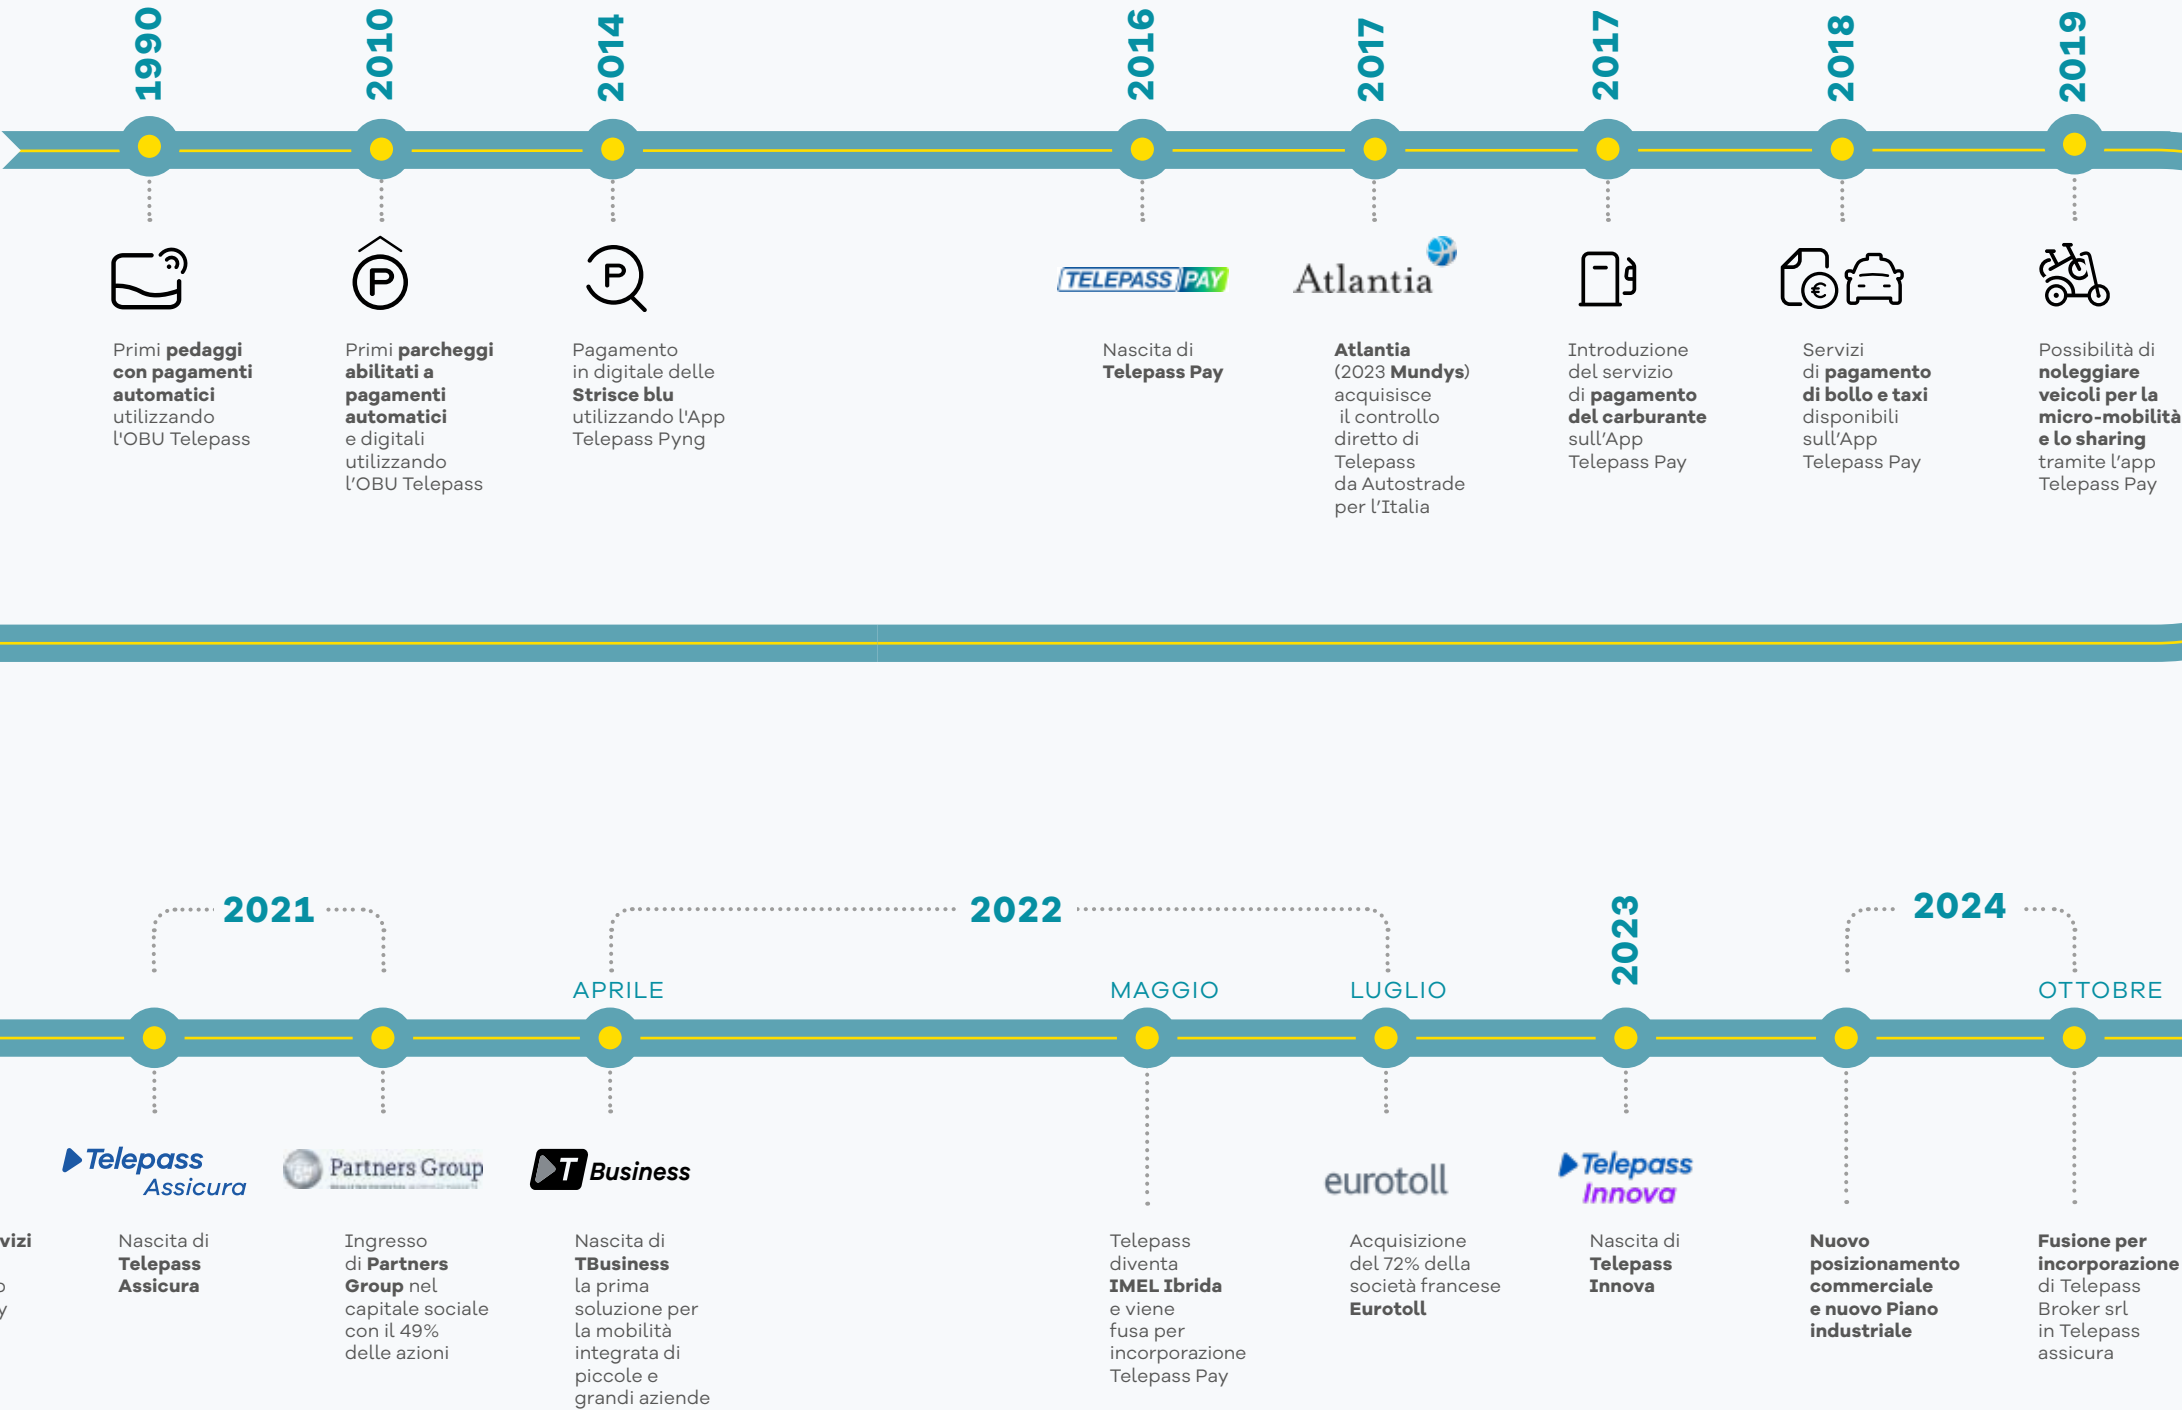 1990
Primi pedaggi
con pagamenti
automatici
utilizzando
l'OBU Telepass
2010
Primi parcheggi
abilitati a
pagamenti
automatici
e digitali
utilizzando
l’OBU Telepass
2014
Pagamento
in digitale delle
Strisce blu
utilizzando l'App
Telepass Pyng
2016
TELEPASS PAY
Nascita di
Telepass Pay
2017
Atlantia
Atlantia
(2023 Mundys)
acquisisce
il controllo
diretto di
Telepass
da Autostrade
per l’Italia
2017
Introduzione
del servizio
di pagamento
del carburante
sull’App
Telepass Pay
2018
Servizi
di pagamento
di bollo e taxi
disponibili
sull’App
Telepass Pay
2019
Possibilità di
noleggiare
veicoli per la
micro-mobilità
e lo sharing
tramite l’app
Telepass Pay
vizi
2021
Telepass
Assicura
Nascita di
Telepass
Assicura
Partners Group
Ingresso
di Partners
Group nel
capitale sociale
con il 49%
delle azioni
2022
APRILE
T Business
Nascita di
TBusiness
la prima
soluzione per
la mobilità
integrata di
piccole e
grandi aziende
MAGGIO
Telepass
diventa
IMEL Ibrida
e viene
fusa per
incorporazione
Telepass Pay
LUGLIO
eurotoll
Acquisizione
del 72% della
società francese
Eurotoll
2023
Telepass
Innova
Nascita di
Telepass
Innova
2024
Nuovo
posizionamento
commerciale
e nuovo Piano
industriale
OTTOBRE
Fusione per
incorporazione
di Telepass
Broker srl
in Telepass
assicura